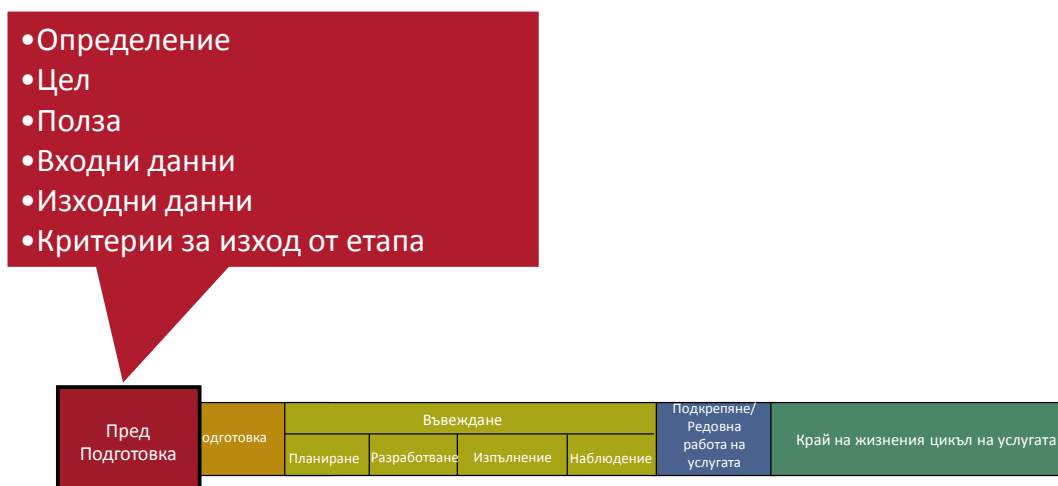 •Определение
•Цел
•Полза
•Входни данни
•Изходни данни
•Критерии за изход от етапа
Пред
Подготовка
одготовка
Въвеждане
Планиране
Разработване
Изпълнение
Наблюдение
Подкрепяне/
Редовна
работа на
услугата
Край на жизнения цикъл на услугата